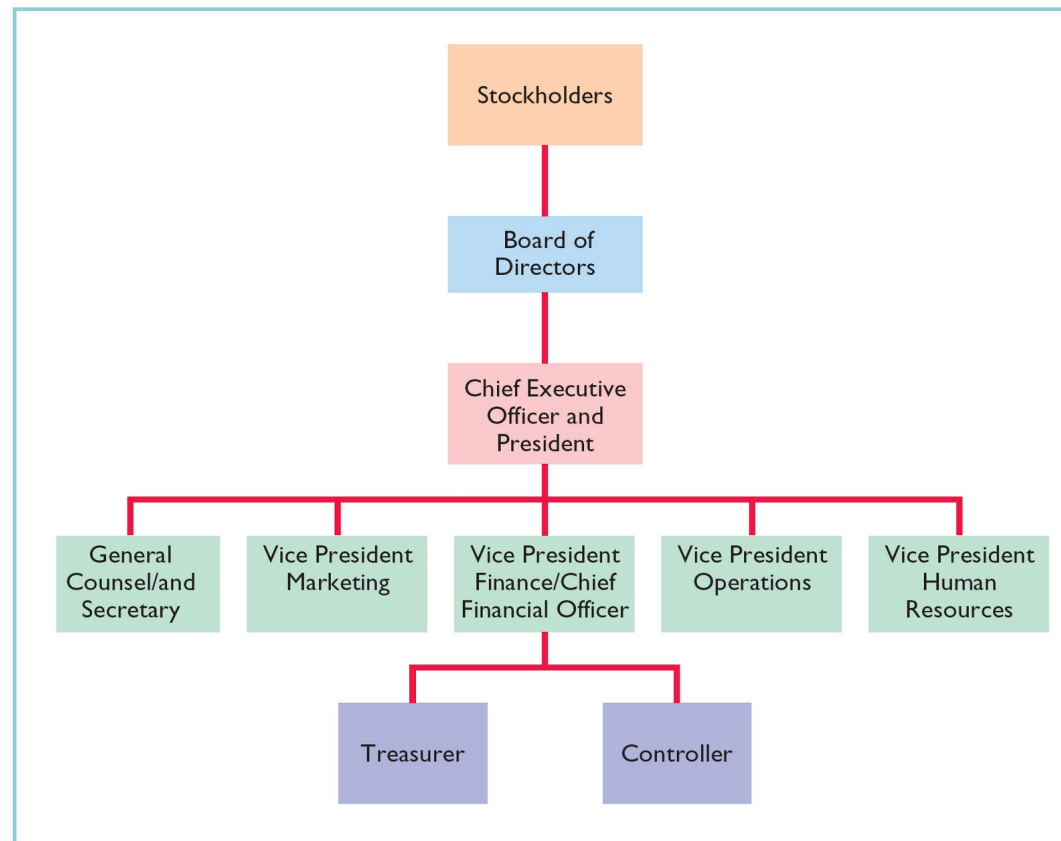 Stockholders
Board of
Directors
Chief Executive
Officer and
President
General
Counsel/and
Secretary
Vice President
Marketing
Vice President
Finance/Chief
Financial Officer
Vice President
Operations
Vice President
Human
Resources
Treasurer
Controller